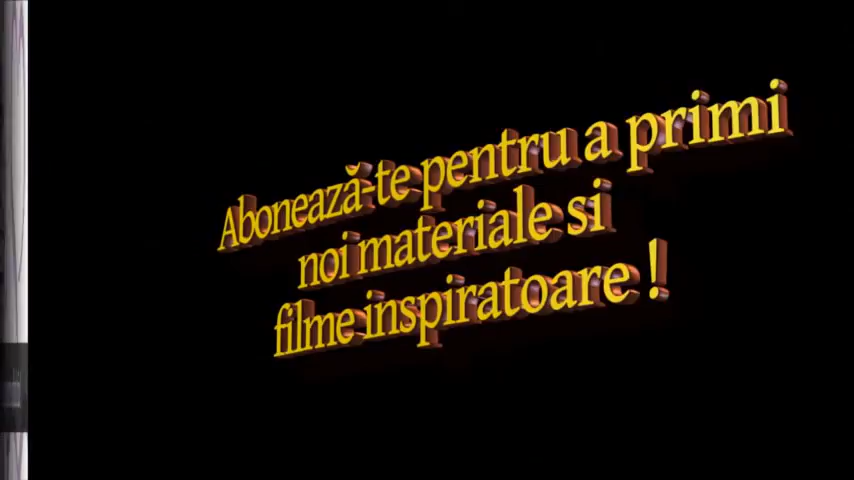 Abonează-te pentru a primi
noi materiale si
filme inspiratoare !